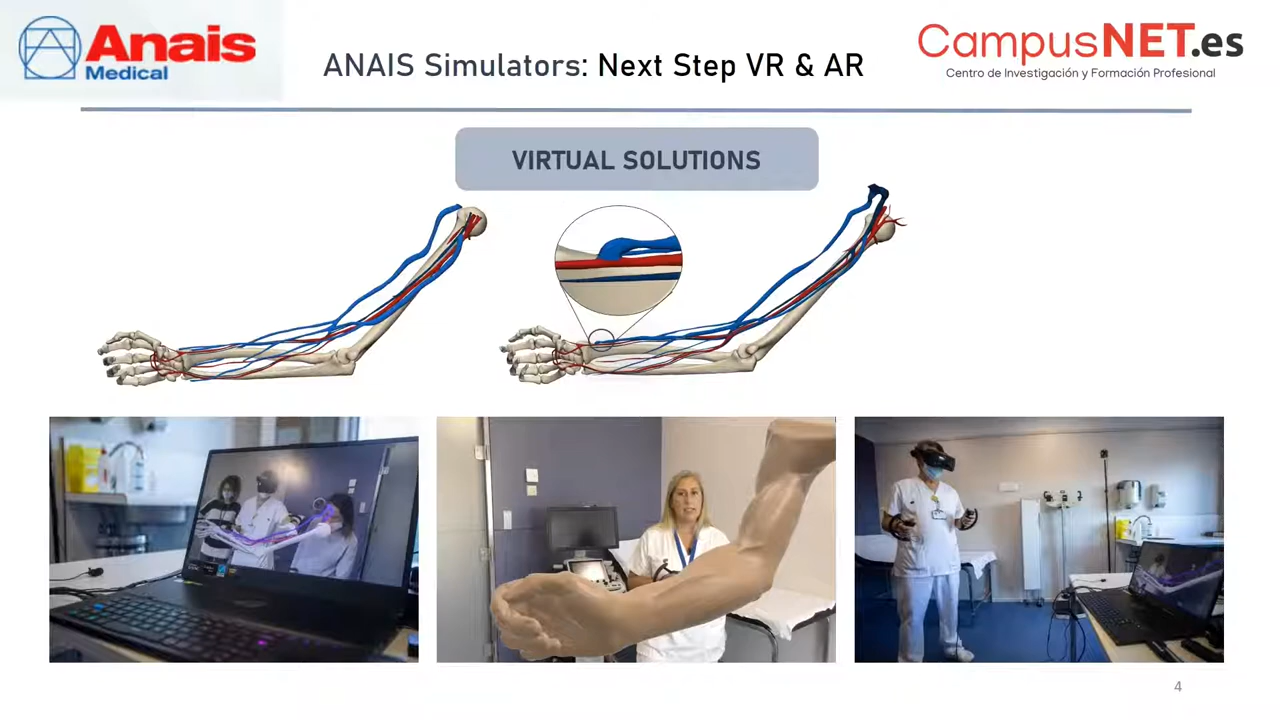 Anais
Medical
ANAIS Simulators: Next Step VR & AR
CampusNET.es
Centro de Investigación y Formación Profesional
VIRTUAL SOLUTIONS
4